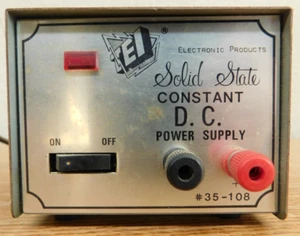 EI
Electronic Products
Solid State
CONSTANT
D. C.
POWER SUPPLY
ON OFF
+
#35-108